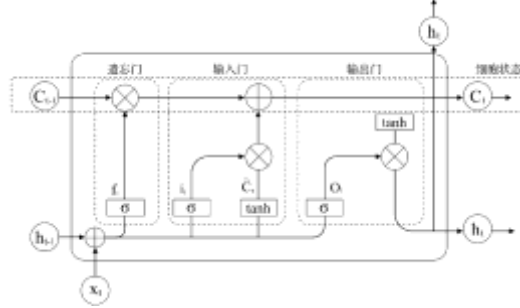 h_t
遗忘门 输入门 输出门 细胞状态
C_{t-1} C_t
tanh
f_t i_t C̃_t O_t
σ σ tanh σ
h_{t-1} h_t
x_t